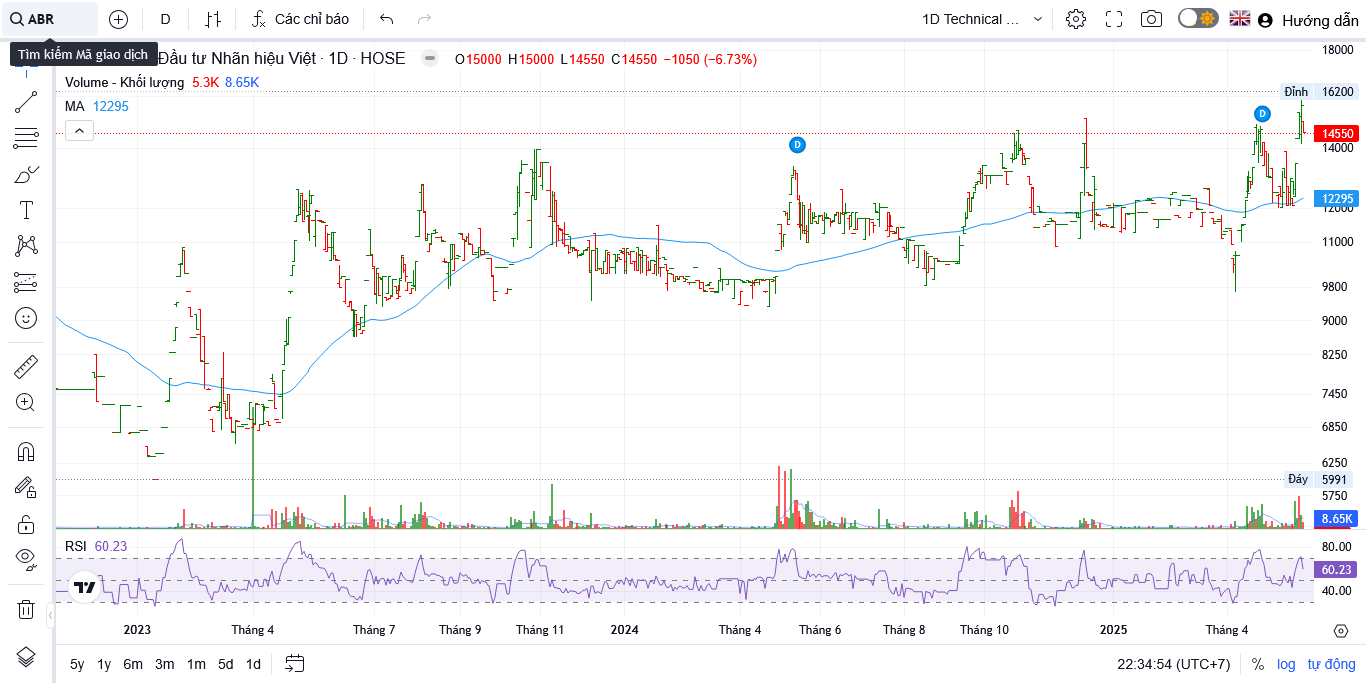 ABR
D
Các chỉ báo
1D Technical ...
Hướng dẫn
Tìm kiếm Mã giao dịch
Đầu tư Nhãn hiệu Việt · 1D · HOSE
O15000 H15000 L14550 C14550 −1050 (−6.73%)
Volume - Khối lượng 5.3K 8.65K
MA 12295
D
D
18000
Đỉnh 16200
14550
14000
12295
12000
11000
9800
9000
8250
7450
6850
6250
Đáy 5991
5750
8.65K
RSI 60.23
80.00
60.23
40.00
2023 Tháng 4 Tháng 7 Tháng 9 Tháng 11 2024 Tháng 4 Tháng 6 Tháng 8 Tháng 10 2025 Tháng 4
5y 1y 6m 3m 1m 5d 1d
22:34:54 (UTC+7) % log tự động